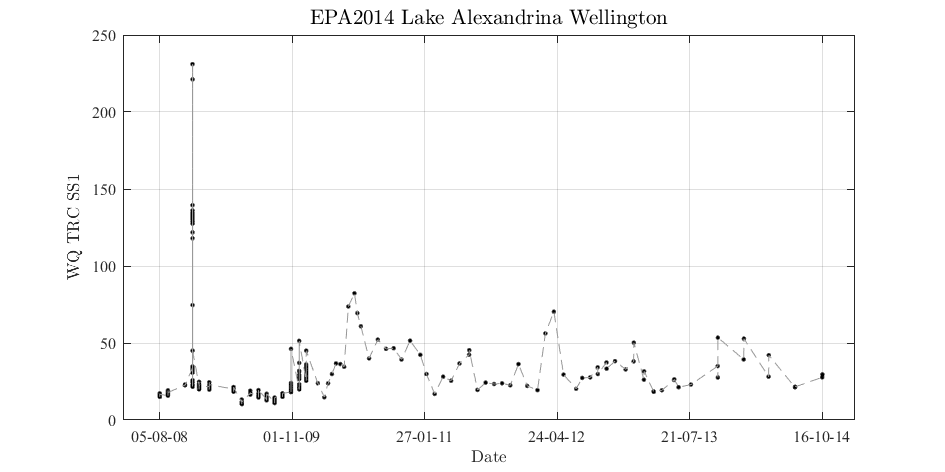 EPA2014 Lake Alexandrina Wellington
250
200
150
100
50
0
WQ TRC SS1
05-08-08 01-11-09 27-01-11 24-04-12 21-07-13 16-10-14
Date